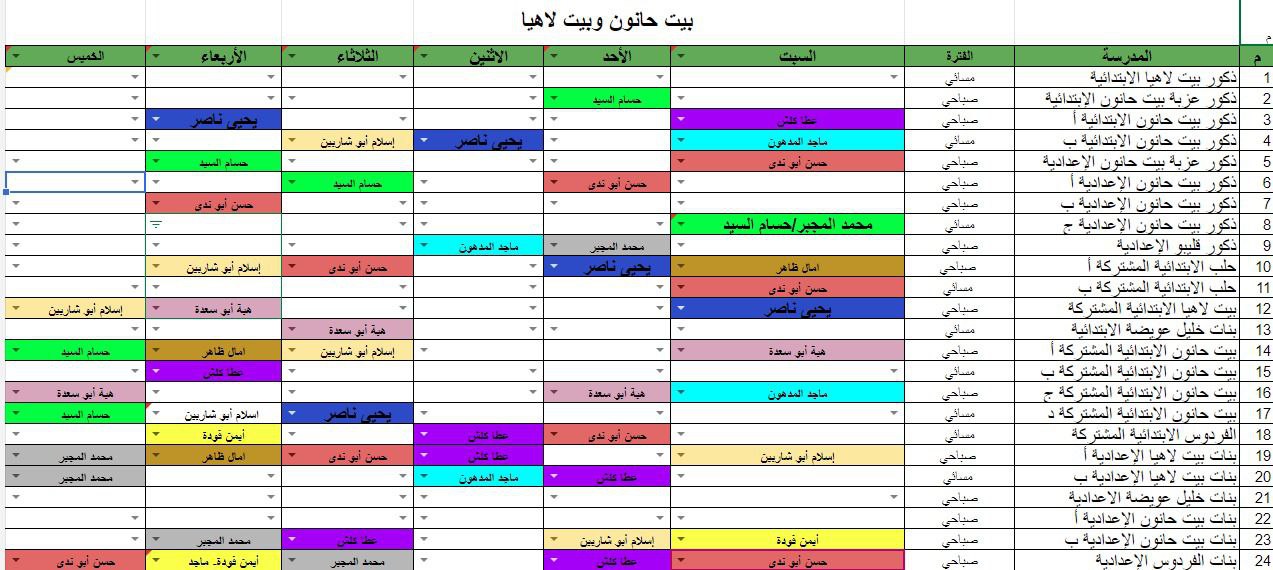 بيت حانون وبيت لاهيا
م
م المدرسة الفترة السبت الأحد الاثنين الثلاثاء الأربعاء الخميس
1 ذكور بيت لاهيا الابتدائية مسائي
2 ذكور عزبة بيت حانون الإبتدائية صباحي حسام السيد
3 ذكور بيت حانون الإبتدائية أ صباحي عطا كلش يحيى ناصر
4 ذكور بيت حانون الإبتدائية ب مسائي ماجد المدهون يحيى ناصر إسلام أبو شاربين
5 ذكور عزبة بيت حانون الإعدادية صباحي حسن أبو ندى حسام السيد
6 ذكور بيت حانون الإعدادية أ صباحي حسن أبو ندى حسام السيد
7 ذكور بيت حانون الإعدادية ب صباحي حسن أبو ندى
8 ذكور بيت حانون الإعدادية ج مسائي محمد المجبر/حسام السيد
9 ذكور قليبو الإعدادية صباحي محمد المجبر ماجد المدهون
10 حلب الابتدائية المشتركة أ صباحي امال ظاهر يحيى ناصر حسن أبو ندى إسلام أبو شاربين
11 حلب الابتدائية المشتركة ب مسائي حسن أبو ندى
12 بيت لاهيا الابتدائية المشتركة صباحي يحيى ناصر هبة أبو سعدة إسلام أبو شاربين
13 بنات خليل عويضة الابتدائية مسائي هبة أبو سعدة
14 بيت حانون الابتدائية المشتركة أ صباحي هبة أبو سعدة إسلام أبو شاربين امال ظاهر حسام السيد
15 بيت حانون الابتدائية المشتركة ب مسائي عطا كلش
16 بيت حانون الابتدائية المشتركة ج صباحي ماجد المدهون هبة أبو سعدة هبة أبو سعدة
17 بيت حانون الابتدائية المشتركة د مسائي يحيى ناصر اسلام أبو شاربين حسام السيد
18 الفردوس الابتدائية المشتركة مسائي حسن أبو ندى عطا كلش أيمن فودة
19 بنات بيت لاهيا الإعدادية أ صباحي إسلام أبو شاربين عطا كلش حسن أبو ندى امال ظاهر محمد المجبر
20 بنات بيت لاهيا الإعدادية ب مسائي عطا كلش ماجد المدهون محمد المجبر
21 بنات خليل عويضة الاعدادية صباحي
22 بنات بيت حانون الإعدادية أ صباحي
23 بنات بيت حانون الإعدادية ب صباحي أيمن فودة إسلام أبو شاربين عطا كلش محمد المجبر
24 بنات الفردوس الإعدادية صباحي حسن أبو ندى عطا كلش محمد المجبر أيمن فودة- ماجد حسن أبو ندى